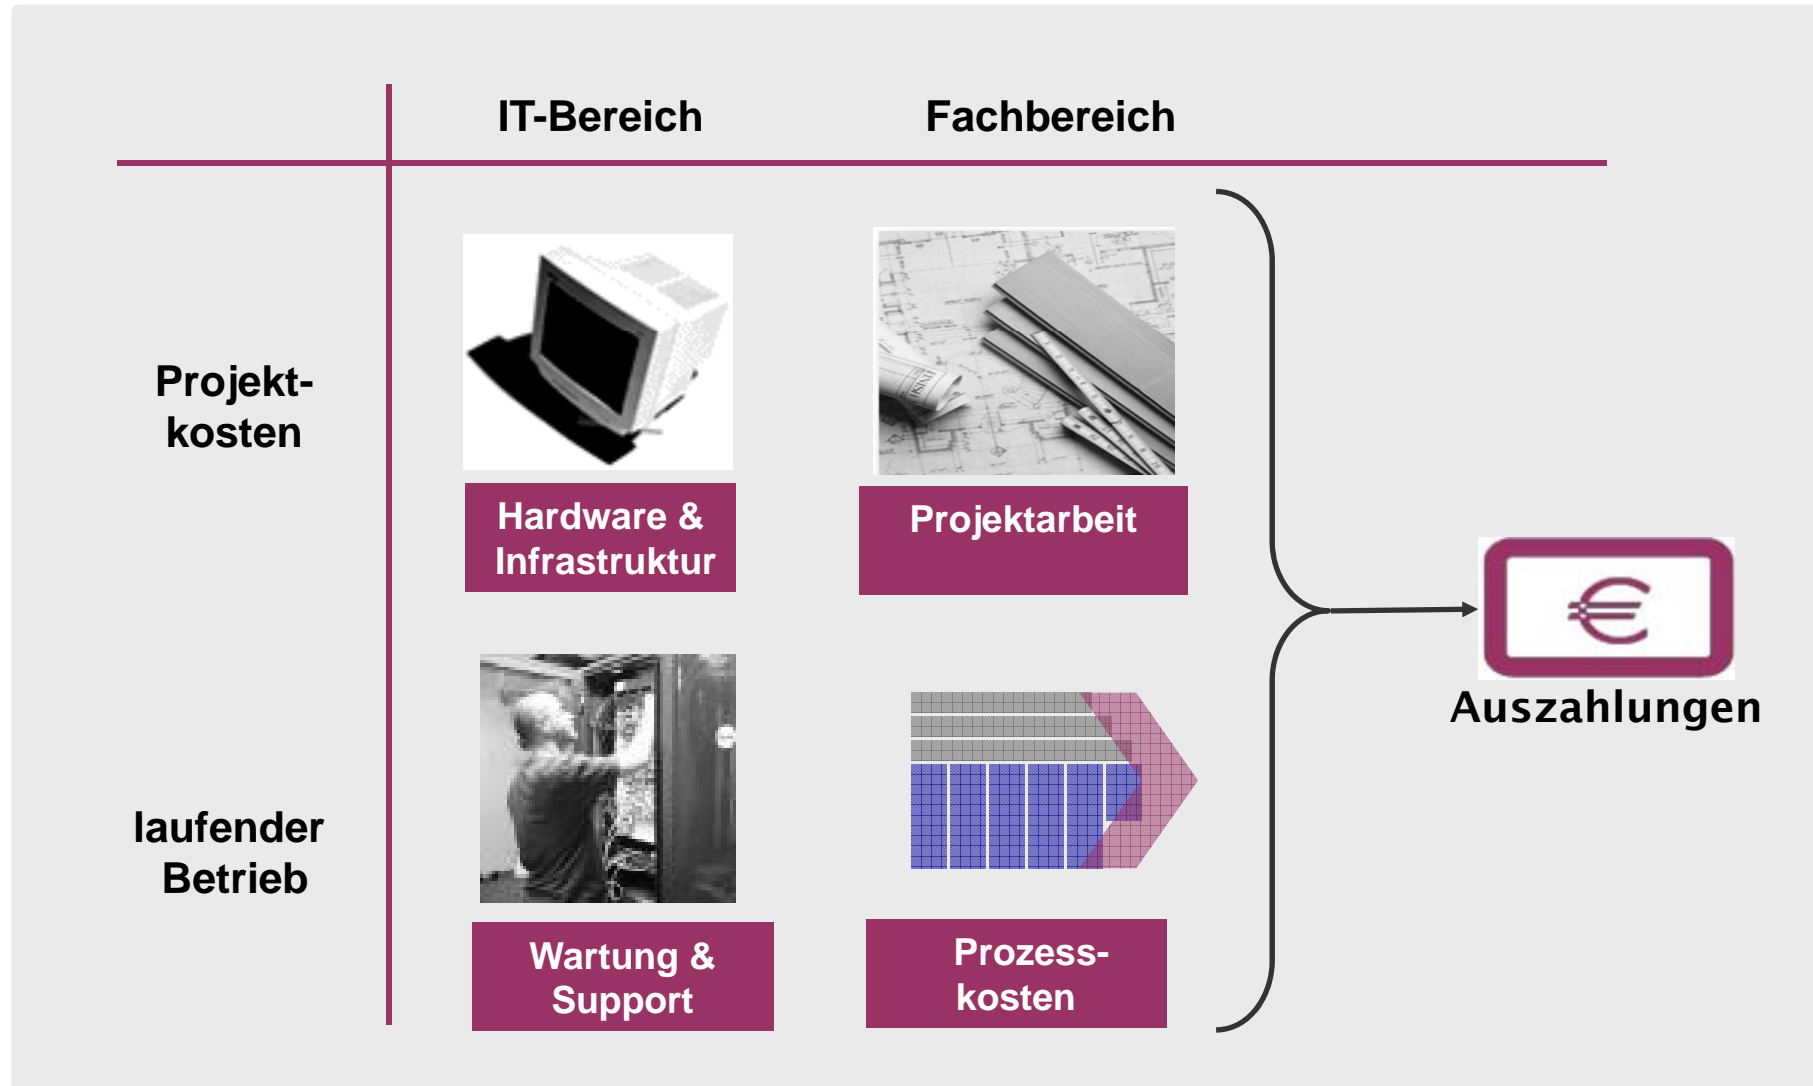 IT-Bereich
Fachbereich
Projekt-
kosten
Hardware &
Infrastruktur
Projektarbeit
€
Auszahlungen
laufender
Betrieb
Wartung &
Support
Prozess-
kosten